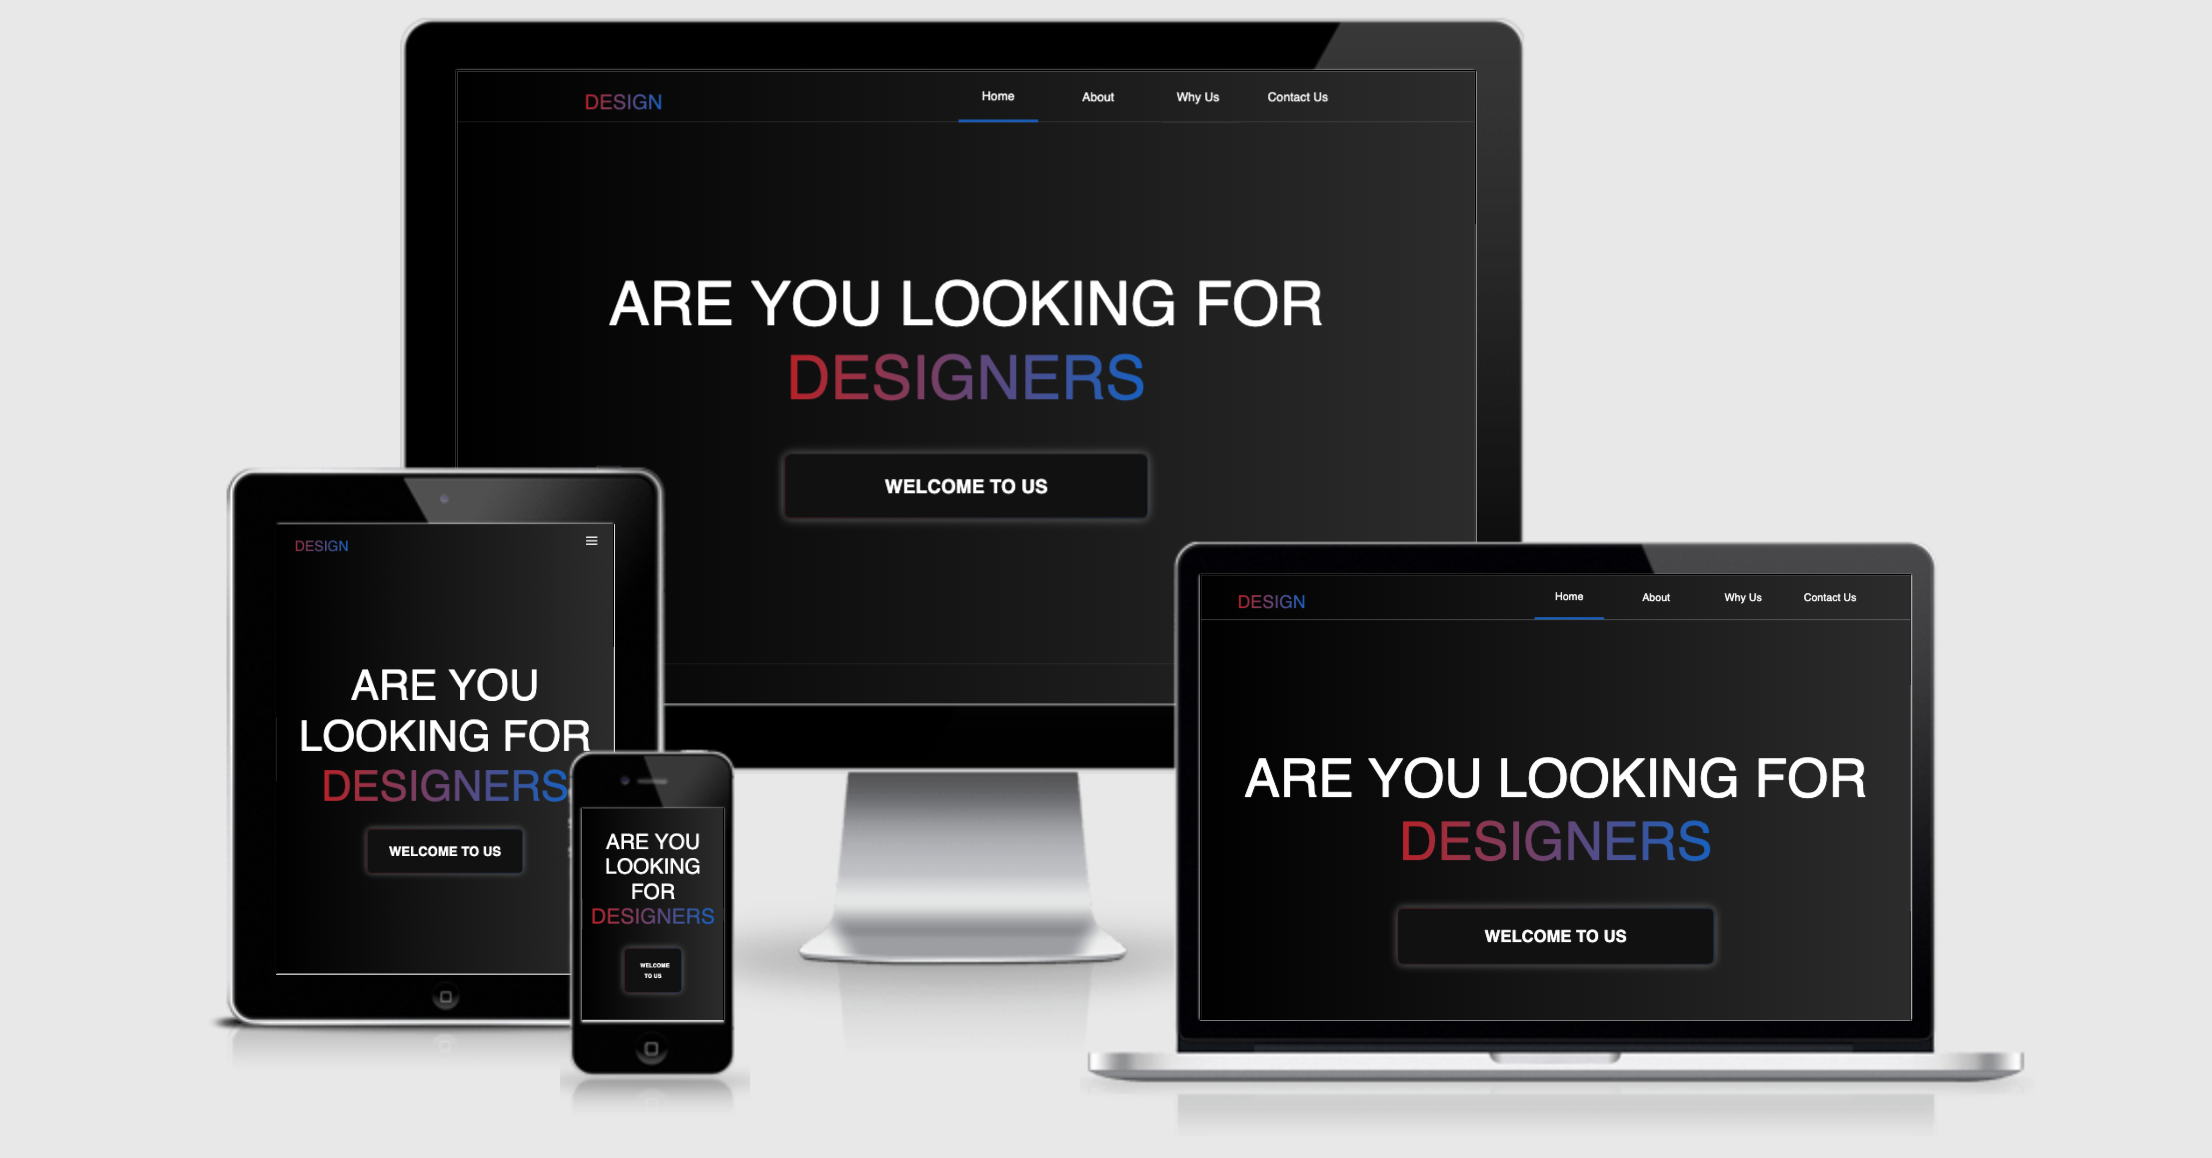 DESIGN
Home About Why Us Contact Us
ARE YOU LOOKING FOR
DESIGNERS
WELCOME TO US
DESIGN
ARE YOU
LOOKING FOR
DESIGNERS
WELCOME TO US
ARE YOU
LOOKING
FOR
DESIGNERS
WELCOME
TO US
DESIGN
Home About Why Us Contact Us
ARE YOU LOOKING FOR
DESIGNERS
WELCOME TO US